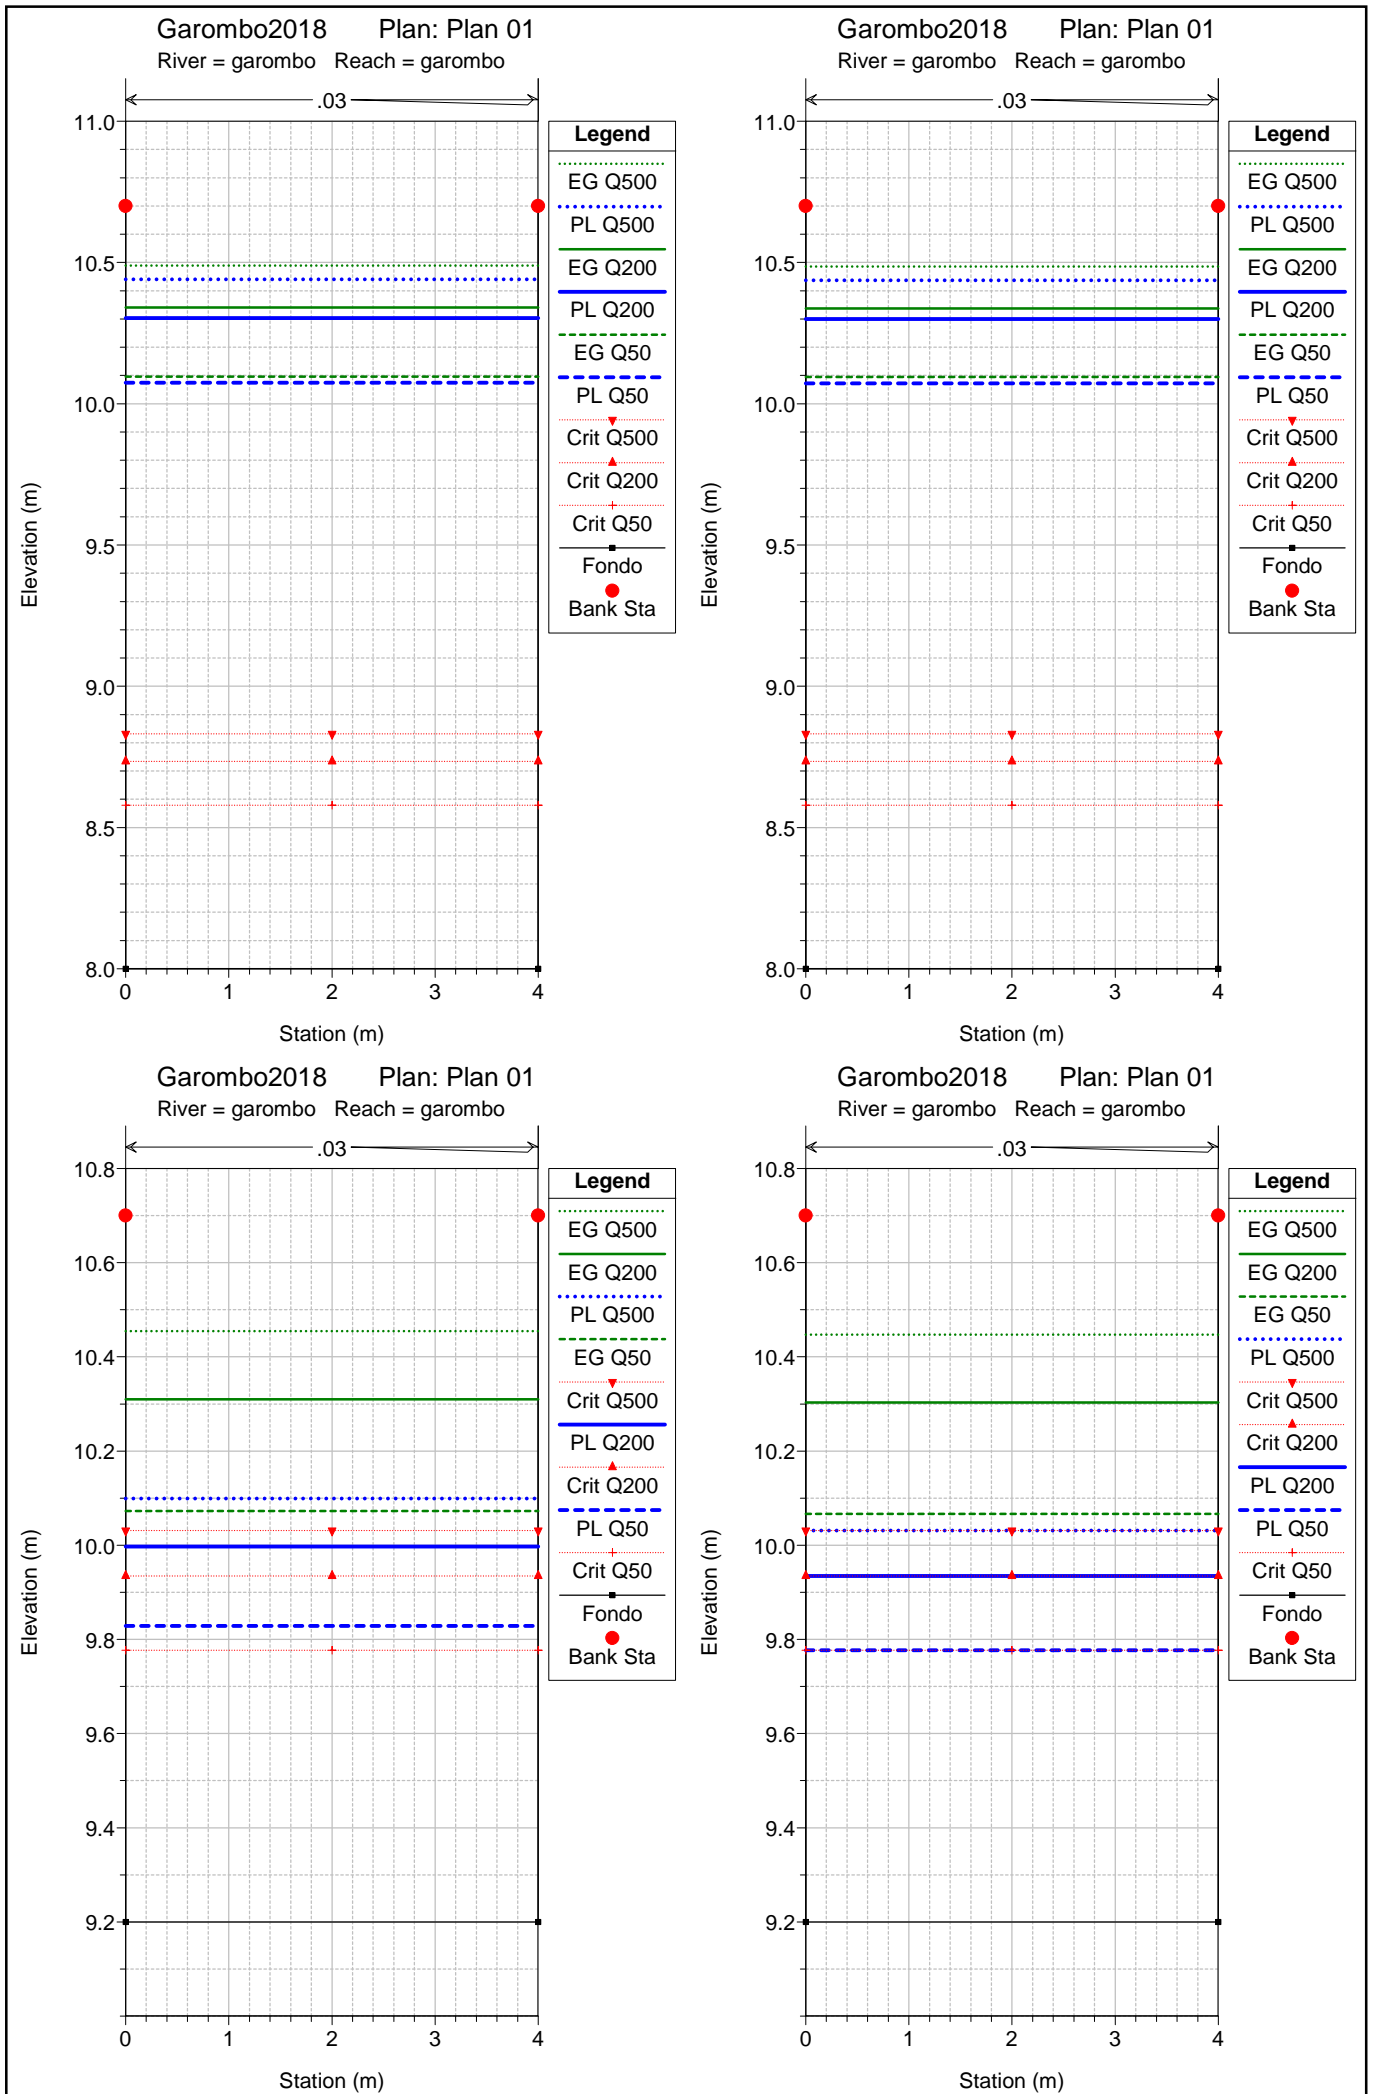 Garombo2018 Plan: Plan 01
River = garombo Reach = garombo
.03
11.0
10.5
10.0
9.5
9.0
8.5
8.0
Elevation (m)
0 1 2 3 4
Station (m)
Legend
EG Q500
PL Q500
EG Q200
PL Q200
EG Q50
PL Q50
Crit Q500
Crit Q200
Crit Q50
Fondo
Bank Sta
Garombo2018 Plan: Plan 01
River = garombo Reach = garombo
.03
11.0
10.5
10.0
9.5
9.0
8.5
8.0
Elevation (m)
0 1 2 3 4
Station (m)
Legend
EG Q500
PL Q500
EG Q200
PL Q200
EG Q50
PL Q50
Crit Q500
Crit Q200
Crit Q50
Fondo
Bank Sta
Garombo2018 Plan: Plan 01
River = garombo Reach = garombo
.03
10.8
10.6
10.4
10.2
10.0
9.8
9.6
9.4
9.2
Elevation (m)
0 1 2 3 4
Station (m)
Legend
EG Q500
EG Q200
PL Q500
EG Q50
Crit Q500
PL Q200
Crit Q200
PL Q50
Crit Q50
Fondo
Bank Sta
Garombo2018 Plan: Plan 01
River = garombo Reach = garombo
.03
10.8
10.6
10.4
10.2
10.0
9.8
9.6
9.4
9.2
Elevation (m)
0 1 2 3 4
Station (m)
Legend
EG Q500
EG Q200
EG Q50
PL Q500
Crit Q500
Crit Q200
PL Q200
PL Q50
Crit Q50
Fondo
Bank Sta